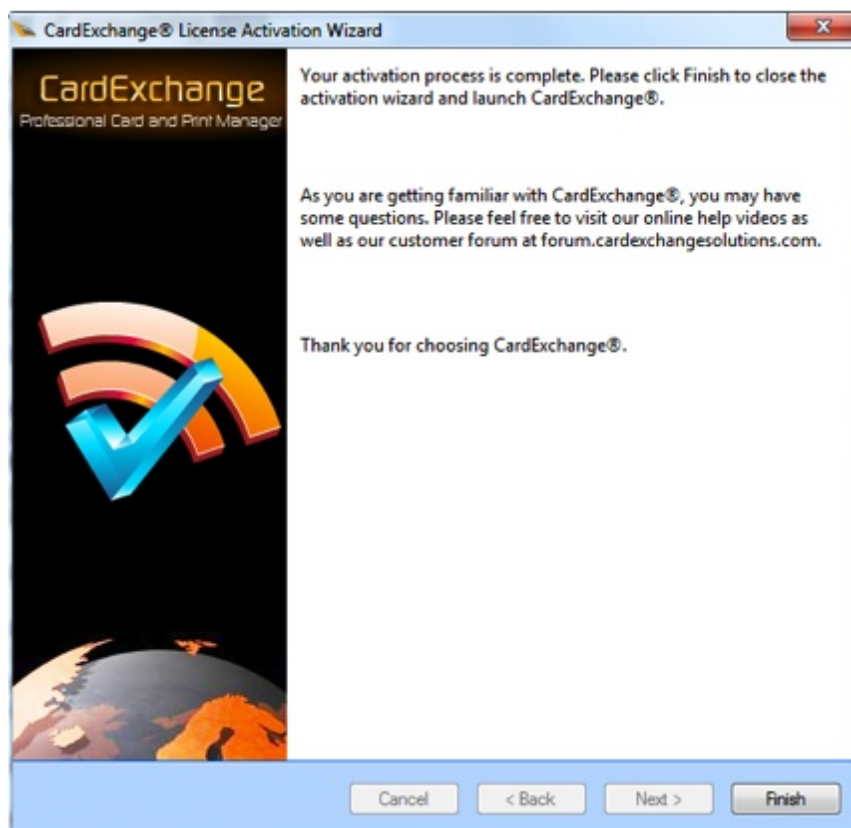 CardExchange® License Activation Wizard
CardExchange
Professional Card and Print Manager
Your activation process is complete. Please click Finish to close the
activation wizard and launch CardExchange®.
As you are getting familiar with CardExchange®, you may have
some questions. Please feel free to visit our online help videos as
well as our customer forum at forum.cardexchangesolutions.com.
Thank you for choosing CardExchange®.
Cancel
< Back
Next >
Finish